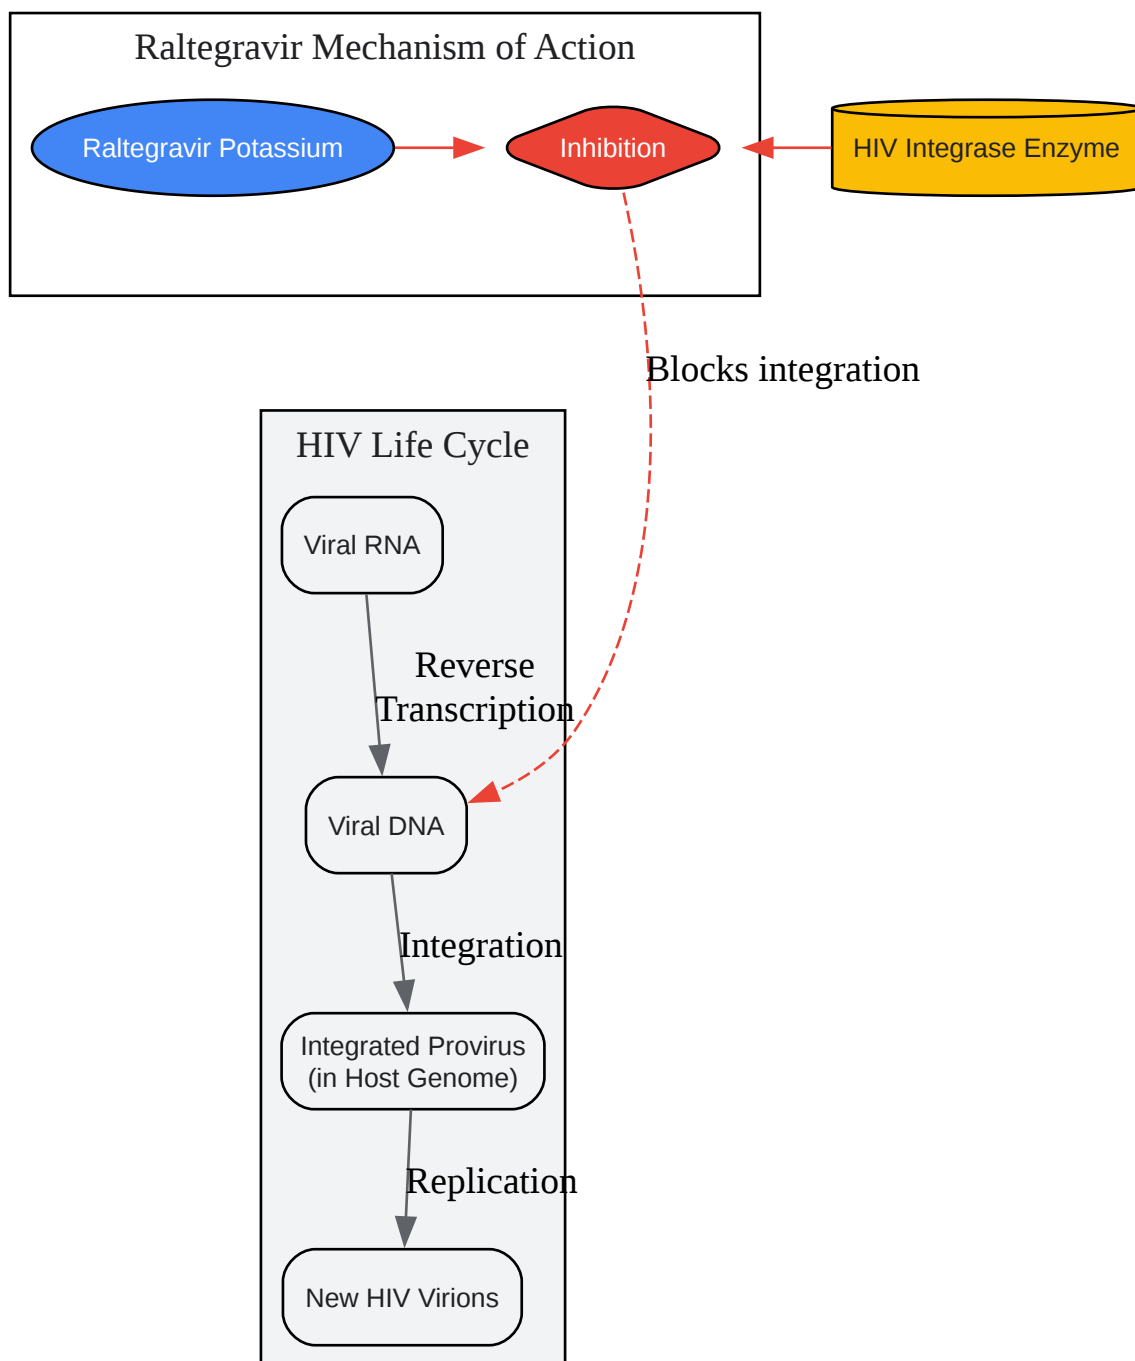 Raltegravir Mechanism of Action
Raltegravir Potassium
Inhibition
HIV Integrase Enzyme
Blocks integration
HIV Life Cycle
Viral RNA
Reverse
Transcription
Viral DNA
Integration
Integrated Provirus
(in Host Genome)
Replication
New HIV Virions